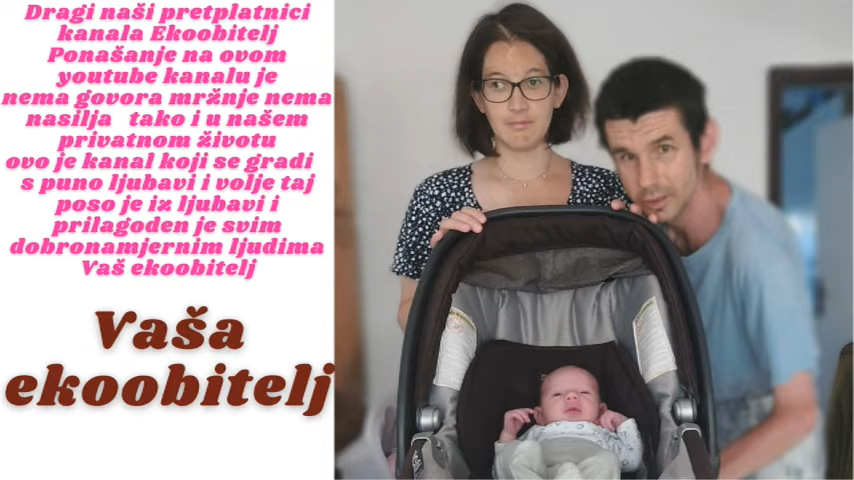 Dragi naši pretplatnici
kanala Ekoobitelj
Ponašanje na ovom
youtube kanalu je
nema govora mržnje nema
nasilja tako i u našem
privatnom životu
ovo je kanal koji se gradi
s puno ljubavi i volje taj
poso je iz ljubavi i
prilagođen je svim
dobronamjernim ljudima
Vaš ekoobitelj
Vaša
ekoobitelj